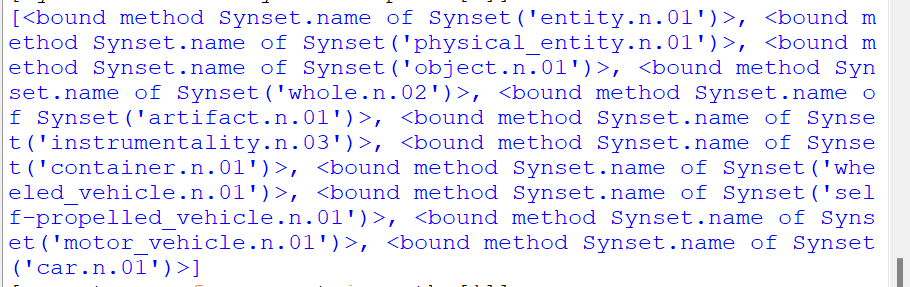 [<bound method Synset.name of Synset('entity.n.01')>, <bound m
ethod Synset.name of Synset('physical_entity.n.01')>, <bound m
ethod Synset.name of Synset('object.n.01')>, <bound method Syn
set.name of Synset('whole.n.02')>, <bound method Synset.name o
f Synset('artifact.n.01')>, <bound method Synset.name of Synse
t('instrumentality.n.03')>, <bound method Synset.name of Synse
t('container.n.01')>, <bound method Synset.name of Synset('whe
eled_vehicle.n.01')>, <bound method Synset.name of Synset('sel
f-propelled_vehicle.n.01')>, <bound method Synset.name of Syns
et('motor_vehicle.n.01')>, <bound method Synset.name of Synset
('car.n.01')>]